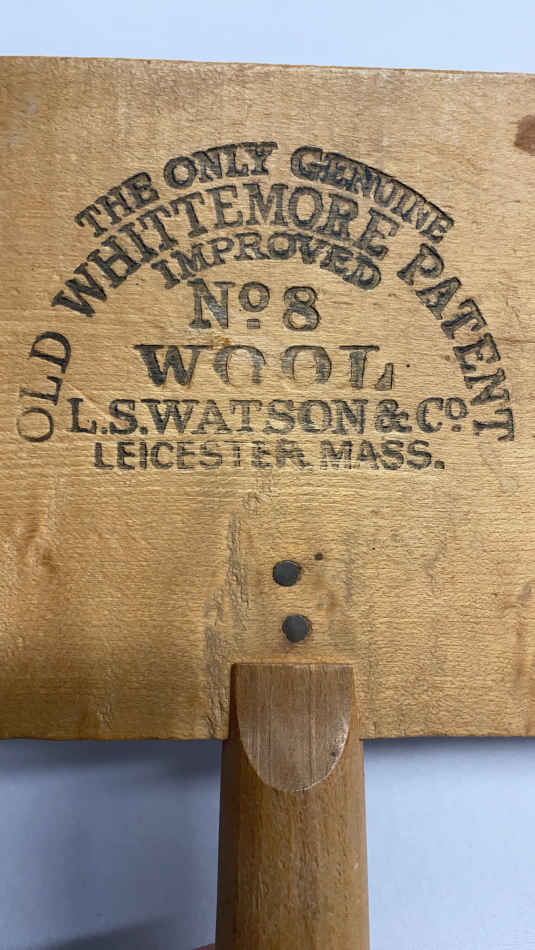 THE ONLY GENUINE
OLD WHITTEMORE PATENT
IMPROVED
No 8
WOOL
L.S.WATSON & Co.
LEICESTER. MASS.